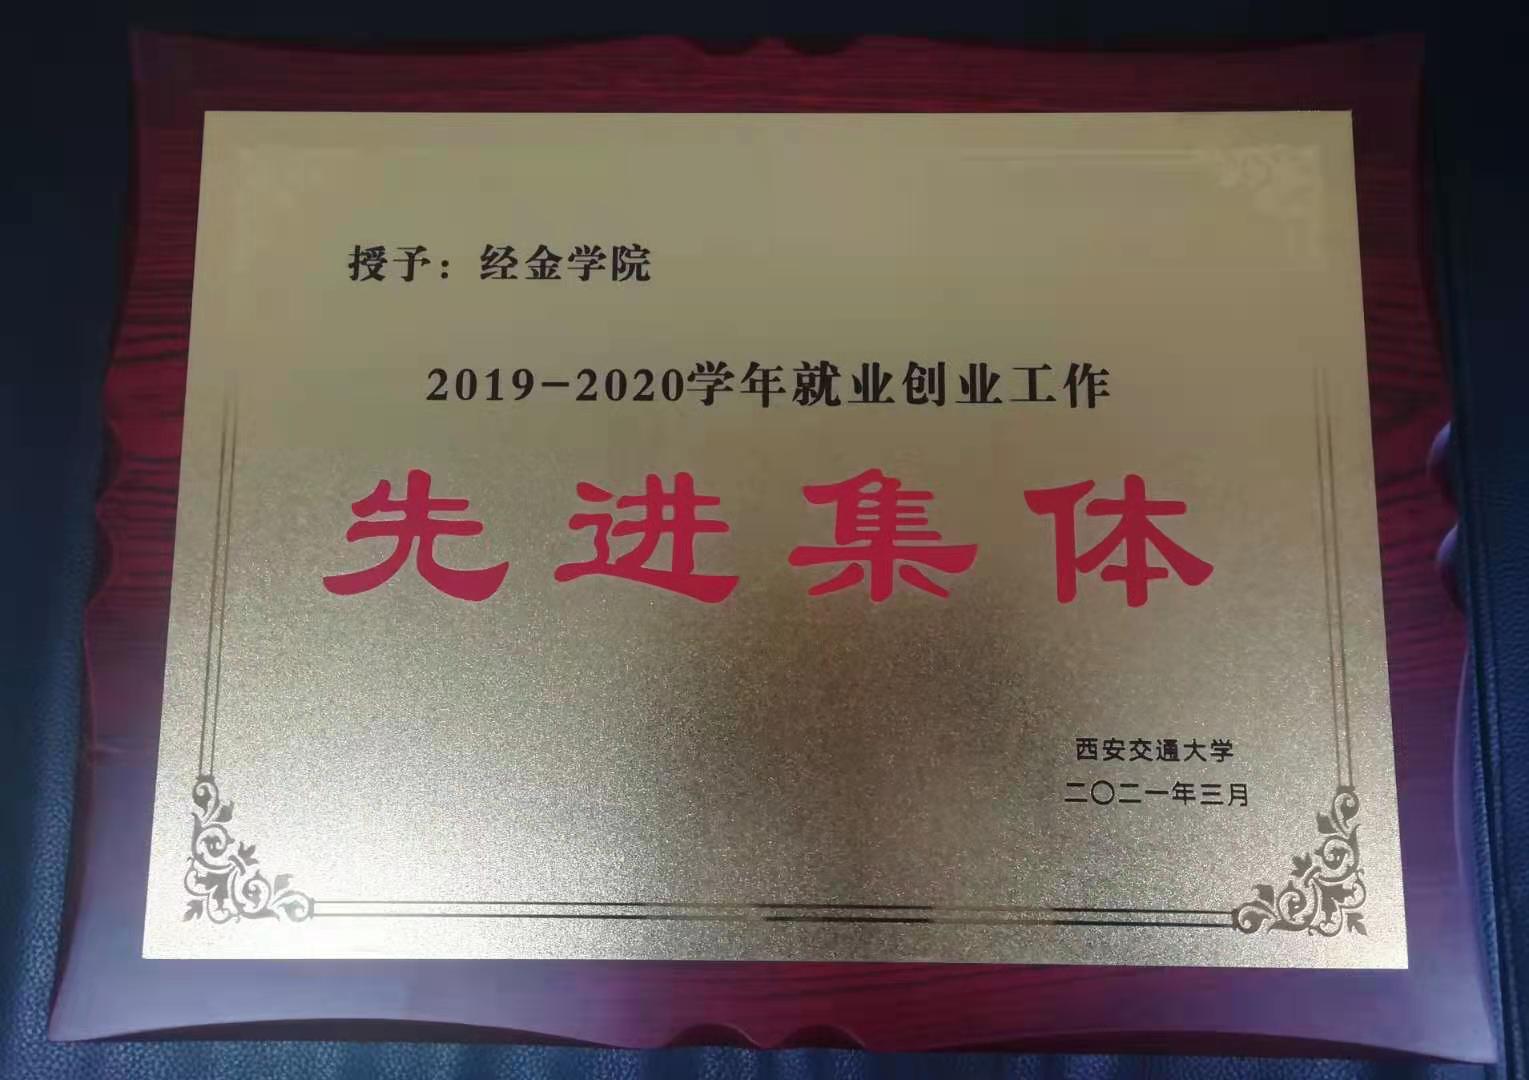 授予：经金学院
2019-2020学年就业创业工作
先进集体
西安交通大学
二〇二一年三月